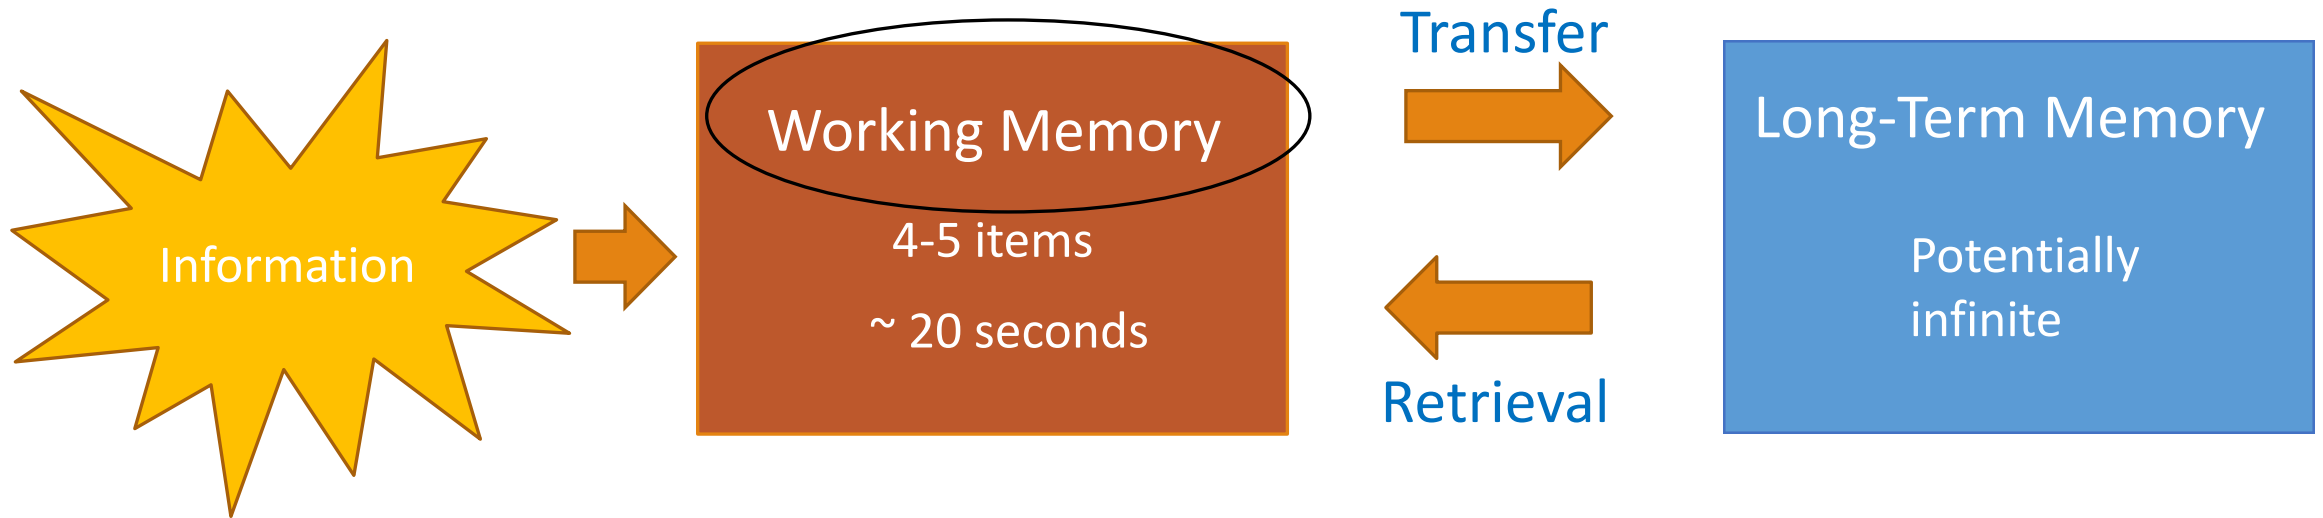 Information
Working Memory
4-5 items
~ 20 seconds
Transfer
Retrieval
Long-Term Memory
Potentially
infinite